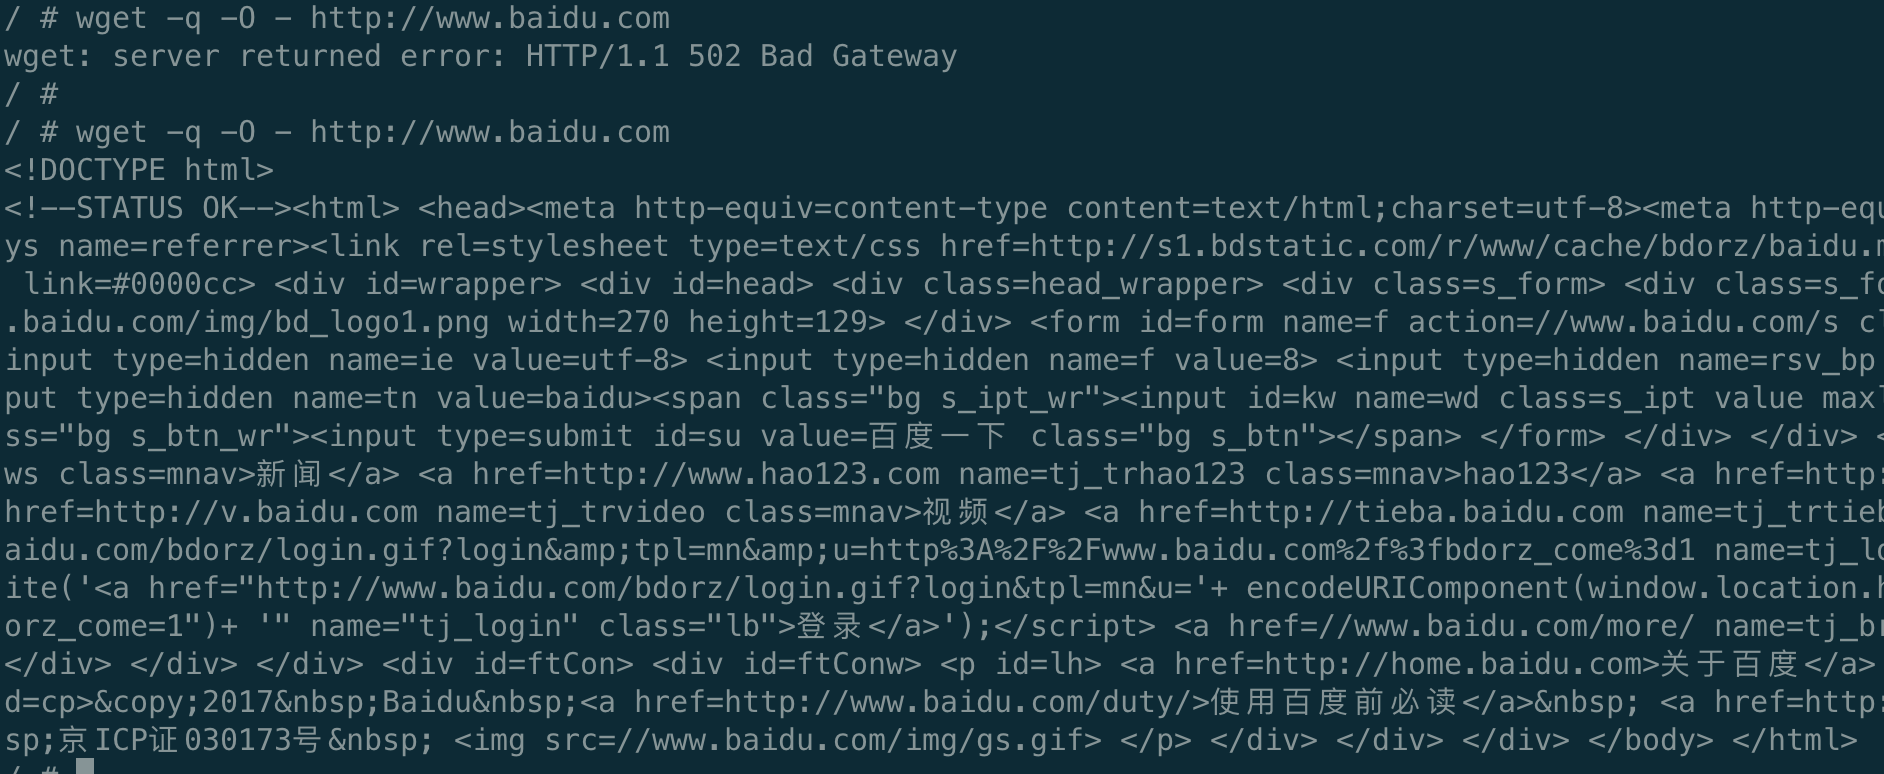 / # wget -q -O - http://www.baidu.com
wget: server returned error: HTTP/1.1 502 Bad Gateway
/ #
/ # wget -q -O - http://www.baidu.com
<!DOCTYPE html>
<!--STATUS OK--><html> <head><meta http-equiv=content-type content=text/html;charset=utf-8><meta http-equ
ys name=referrer><link rel=stylesheet type=text/css href=http://s1.bdstatic.com/r/www/cache/bdorz/baidu.m
link=#0000cc> <div id=wrapper> <div id=head> <div class=head_wrapper> <div class=s_form> <div class=s_fo
.baidu.com/img/bd_logo1.png width=270 height=129> </div> <form id=form name=f action=//www.baidu.com/s cl
input type=hidden name=ie value=utf-8> <input type=hidden name=f value=8> <input type=hidden name=rsv_bp
put type=hidden name=tn value=baidu><span class="bg s_ipt_wr"><input id=kw name=wd class=s_ipt value maxl
ss="bg s_btn_wr"><input type=submit id=su value=百度一下 class="bg s_btn"></span> </form> </div> </div> <
ws class=mnav>新闻</a> <a href=http://www.hao123.com name=tj_trhao123 class=mnav>hao123</a> <a href=http:
href=http://v.baidu.com name=tj_trvideo class=mnav>视频</a> <a href=http://tieba.baidu.com name=tj_trtieb
aidu.com/bdorz/login.gif?login&amp;tpl=mn&amp;u=http%3A%2F%2Fwww.baidu.com%2f%3fbdorz_come%3d1 name=tj_lo
ite('<a href="http://www.baidu.com/bdorz/login.gif?login&tpl=mn&u='+ encodeURIComponent(window.location.h
orz_come=1")+ '" name="tj_login" class="lb">登录</a>');</script> <a href=//www.baidu.com/more/ name=tj_br
</div> </div> </div> <div id=ftCon> <div id=ftConw> <p id=lh> <a href=http://home.baidu.com>关于百度</a>
d=cp>&copy;2017&nbsp;Baidu&nbsp;<a href=http://www.baidu.com/duty/>使用百度前必读</a>&nbsp; <a href=http:
sp;京ICP证030173号&nbsp; <img src=//www.baidu.com/img/gs.gif> </p> </div> </div> </div> </body> </html>
/ #